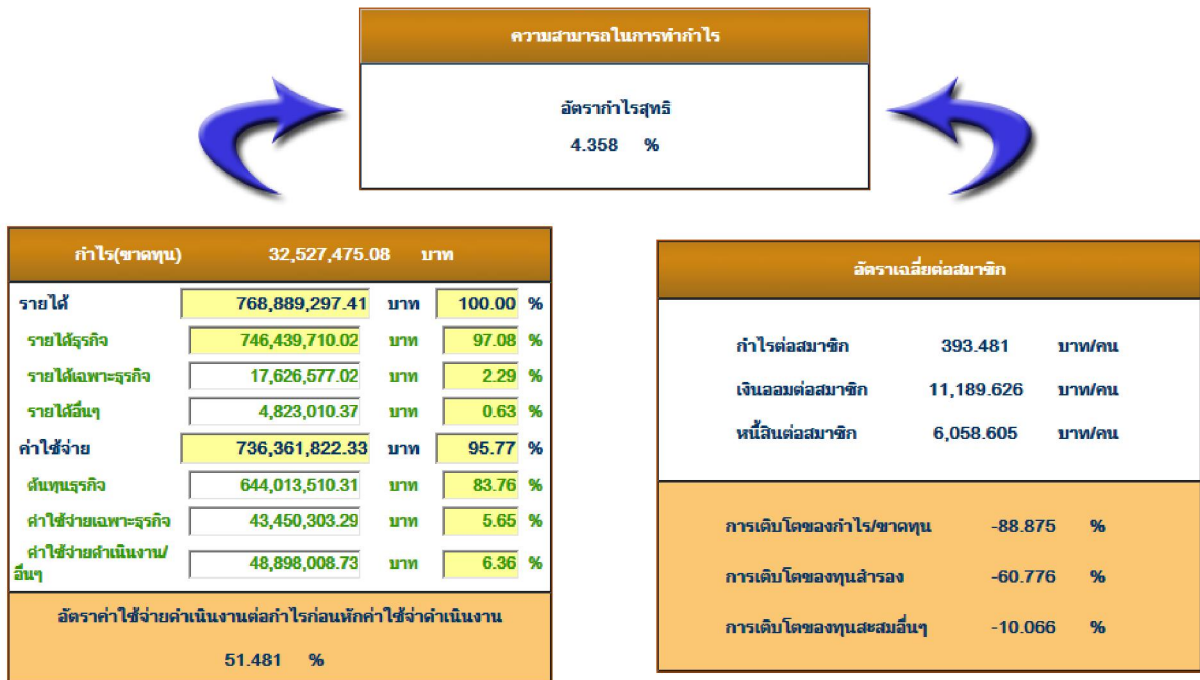 ความสามารถในการทำกำไร
อัตรากำไรสุทธิ
4.358 %
กำไร(ขาดทุน) 32,527,475.08 บาท
รายได้ 768,889,297.41 บาท 100.00 %
รายได้ธุรกิจ 746,439,710.02 บาท 97.08 %
รายได้เฉพาะธุรกิจ 17,626,577.02 บาท 2.29 %
รายได้อื่นๆ 4,823,010.37 บาท 0.63 %
ค่าใช้จ่าย 736,361,822.33 บาท 95.77 %
ต้นทุนธุรกิจ 644,013,510.31 บาท 83.76 %
ค่าใช้จ่ายเฉพาะธุรกิจ 43,450,303.29 บาท 5.65 %
ค่าใช้จ่ายดำเนินงาน/
อื่นๆ 48,898,008.73 บาท 6.36 %
อัตราค่าใช้จ่ายดำเนินงานต่อกำไรก่อนหักค่าใช้จ่าดำเนินงาน
51.481 %
อัตราเฉลี่ยต่อสมาชิก
กำไรต่อสมาชิก 393.481 บาท/คน
เงินออมต่อสมาชิก 11,189.626 บาท/คน
หนี้สินต่อสมาชิก 6,058.605 บาท/คน
การเติบโตของกำไร/ขาดทุน -88.875 %
การเติบโตของทุนสำรอง -60.776 %
การเติบโตของทุนสะสมอื่นๆ -10.066 %